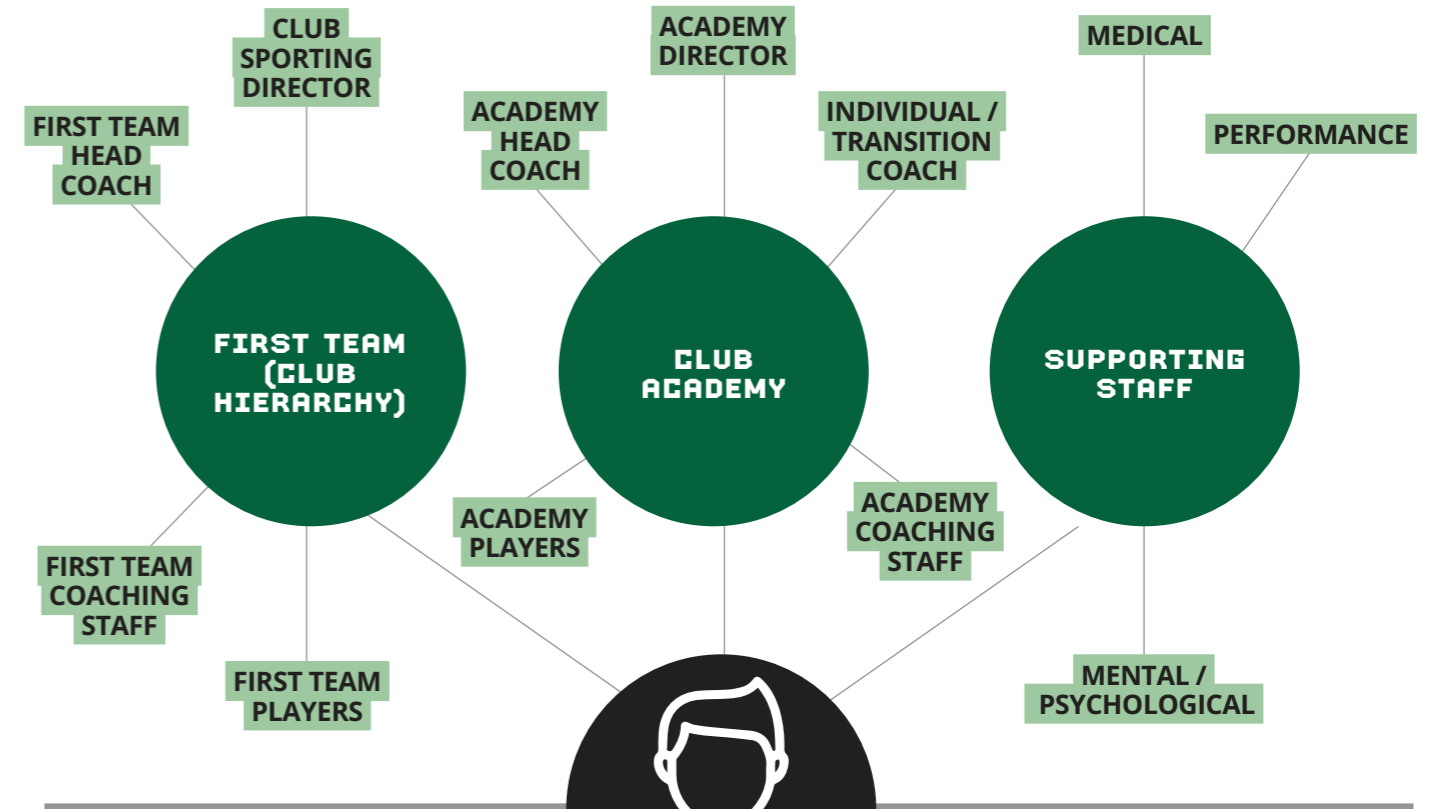 CLUB
SPORTING
DIRECTOR
FIRST TEAM
HEAD
COACH
FIRST TEAM
(CLUB
HIERARCHY)
FIRST TEAM
COACHING
STAFF
FIRST TEAM
PLAYERS
ACADEMY
DIRECTOR
ACADEMY
HEAD
COACH
INDIVIDUAL /
TRANSITION
COACH
CLUB
ACADEMY
ACADEMY
PLAYERS
ACADEMY
COACHING
STAFF
MEDICAL
PERFORMANCE
SUPPORTING
STAFF
MENTAL /
PSYCHOLOGICAL